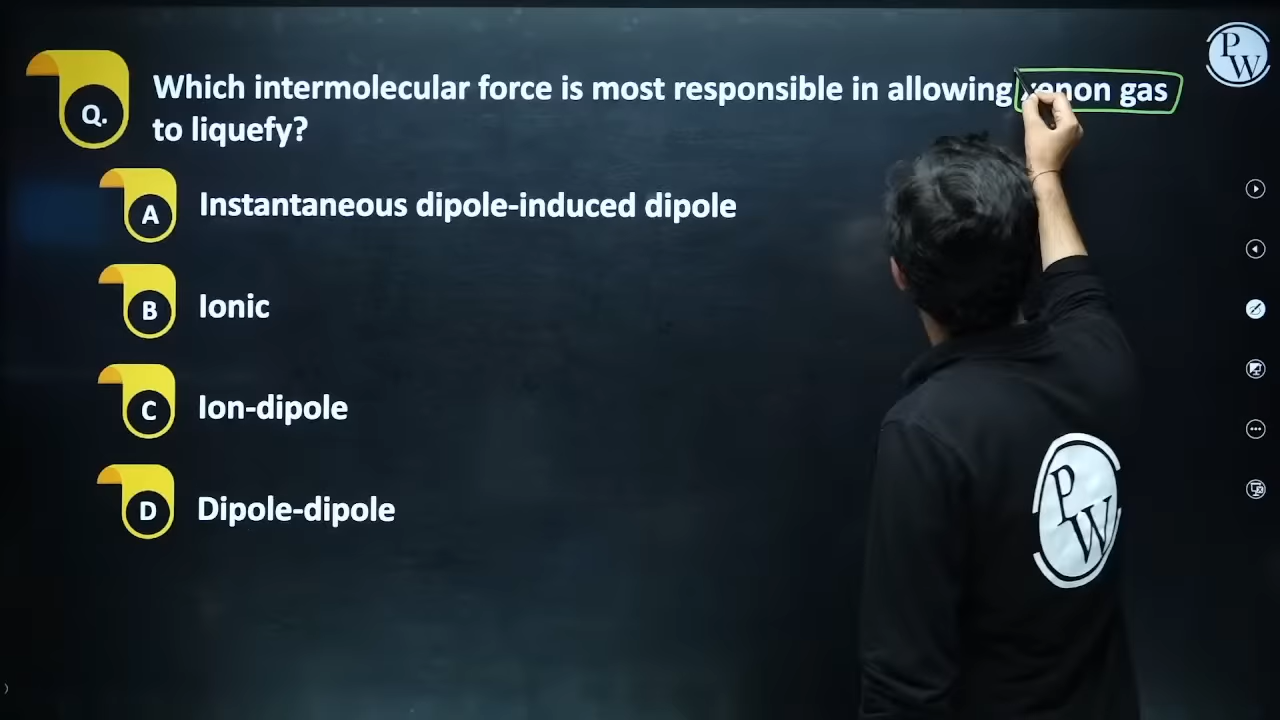 PW
Q.
Which intermolecular force is most responsible in allowing xenon gas
to liquefy?
A Instantaneous dipole-induced dipole
B Ionic
C Ion-dipole
D Dipole-dipole
PW